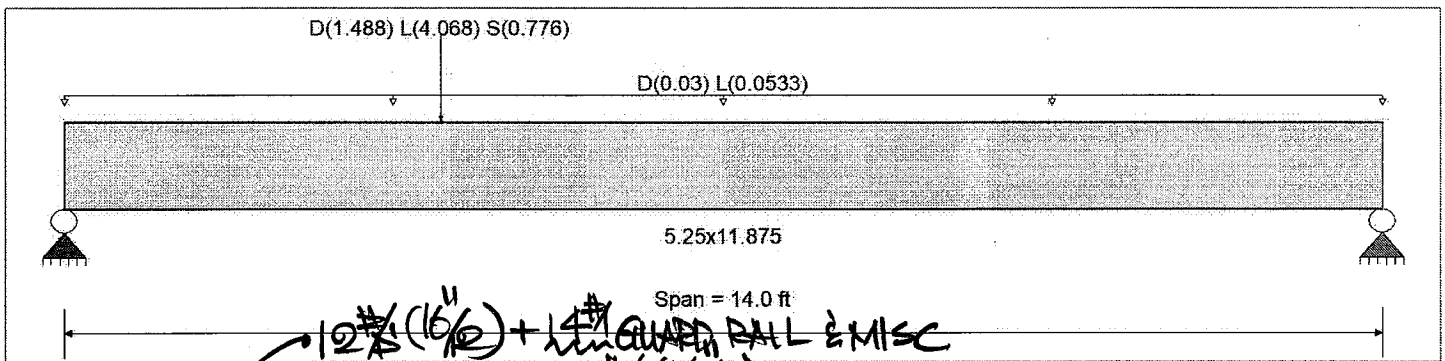 D(1.488) L(4.068) S(0.776)
D(0.03) L(0.0533)
5.25x11.875
Span = 14.0 ft
12#/ (16"/12) + 14#/ GUARD RAIL & MISC